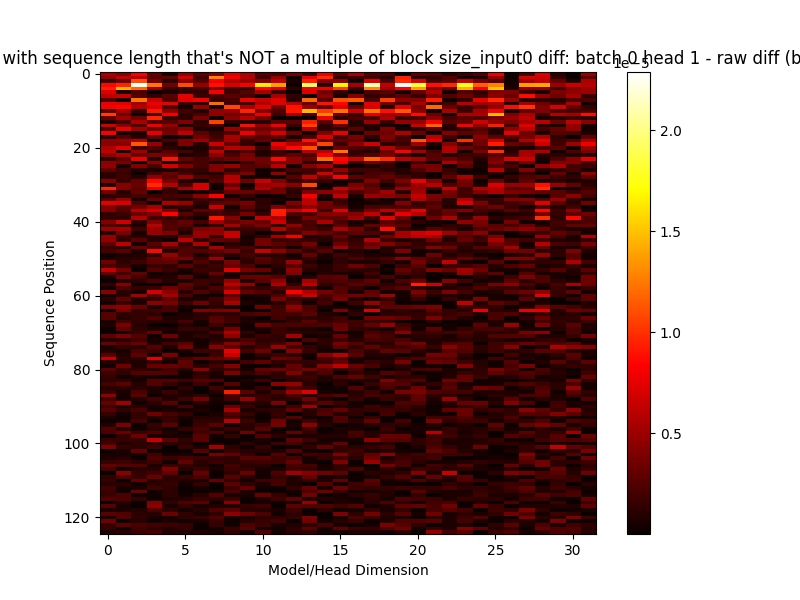 with sequence length that's NOT a multiple of block size_input0 diff: batch 0 head 1 - raw diff (b
1e−5
0
20
40
60
80
100
120
Sequence Position
0 5 10 15 20 25 30
Model/Head Dimension
2.0
1.5
1.0
0.5